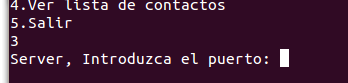 4.Ver lista de contactos
5.Salir
3
Server, Introduzca el puerto: